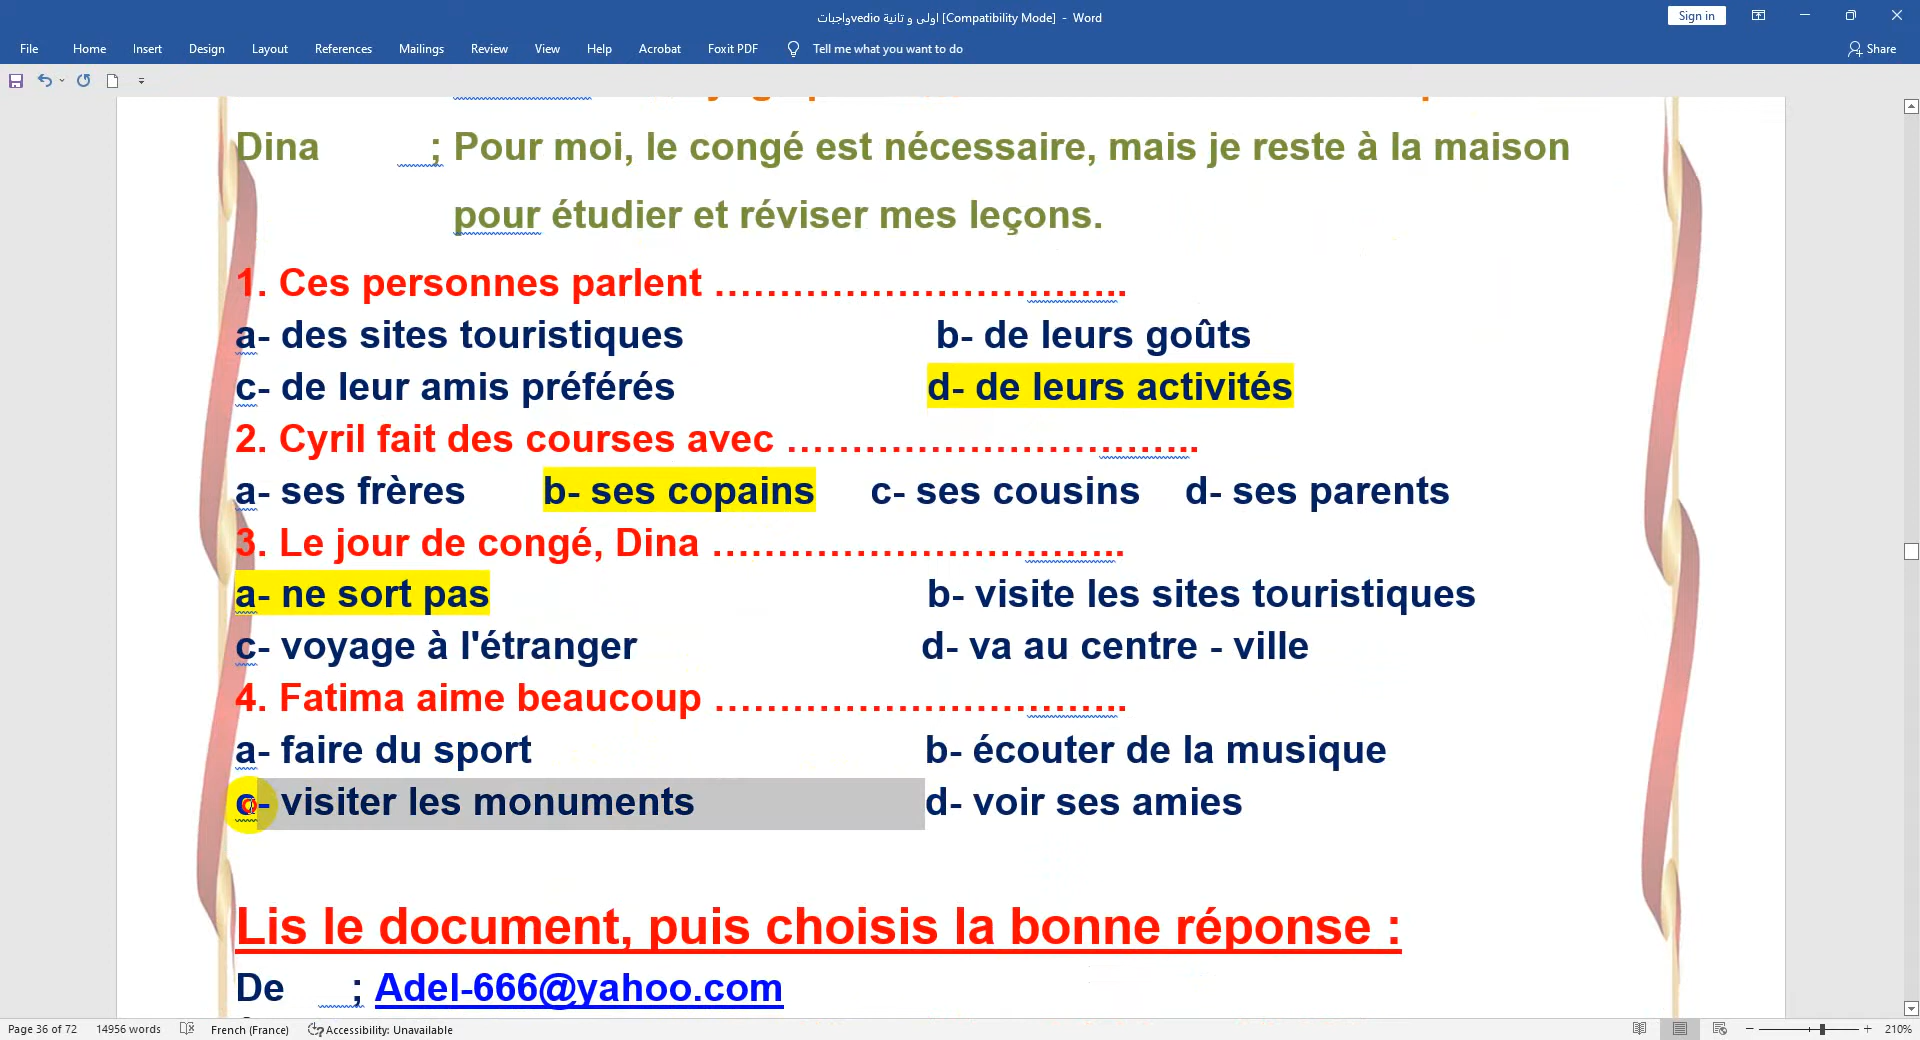 واجباتvedio اولى و ثانية [Compatibility Mode] - Word
Sign in
File Home Insert Design Layout References Mailings Review View Help Acrobat Foxit PDF Tell me what you want to do
Share
Dina ; Pour moi, le congé est nécessaire, mais je reste à la maison
pour étudier et réviser mes leçons.
1. Ces personnes parlent ……………………………..
a- des sites touristiques b- de leurs goûts
c- de leur amis préférés d- de leurs activités
2. Cyril fait des courses avec ……………………………..
a- ses frères b- ses copains c- ses cousins d- ses parents
3. Le jour de congé, Dina ……………………………..
a- ne sort pas b- visite les sites touristiques
c- voyage à l'étranger d- va au centre - ville
4. Fatima aime beaucoup ……………………………..
a- faire du sport b- écouter de la musique
c- visiter les monuments d- voir ses amies
Lis le document, puis choisis la bonne réponse :
De ; Adel-666@yahoo.com
Page 36 of 72 14956 words French (France) Accessibility: Unavailable 210%